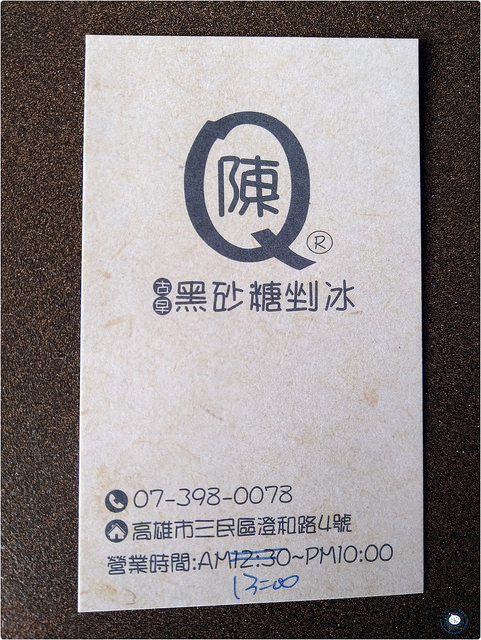 Q
陳
®
古早黑砂糖剉冰
07-398-0078
高雄市三民區澄和路4號
營業時間:AM12:30~PM10:00
13=00